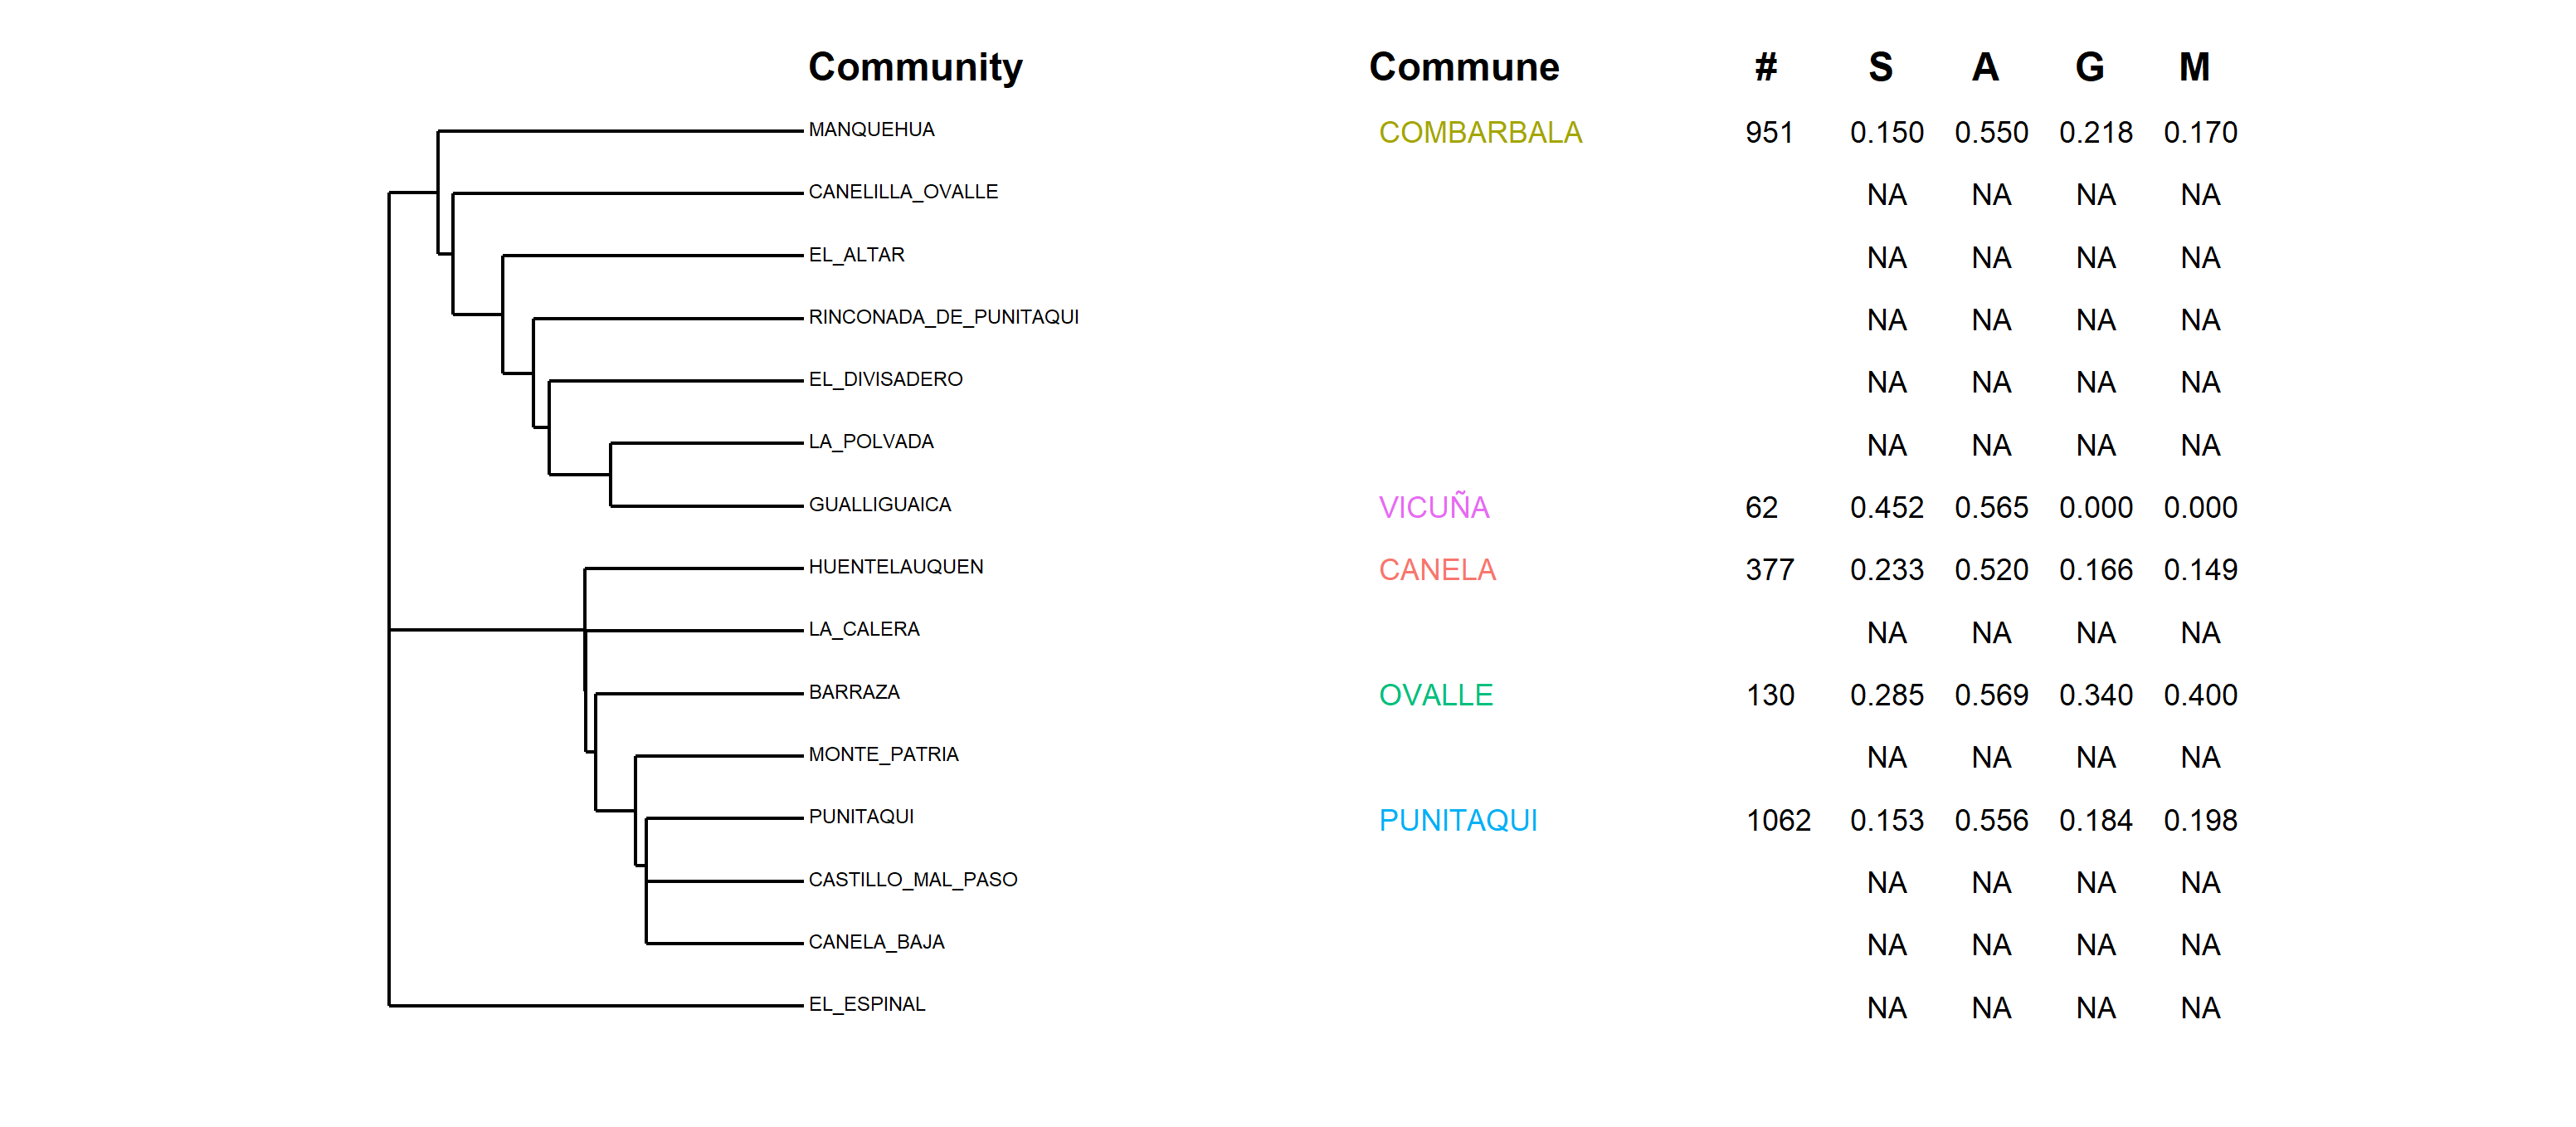 Community Commune # S A G M
MANQUEHUA COMBARBALA 951 0.150 0.550 0.218 0.170
CANELILLA_OVALLE NA NA NA NA
EL_ALTAR NA NA NA NA
RINCONADA_DE_PUNITAQUI NA NA NA NA
EL_DIVISADERO NA NA NA NA
LA_POLVADA NA NA NA NA
GUALLIGUAICA VICUÑA 62 0.452 0.565 0.000 0.000
HUENTELAUQUEN CANELA 377 0.233 0.520 0.166 0.149
LA_CALERA NA NA NA NA
BARRAZA OVALLE 130 0.285 0.569 0.340 0.400
MONTE_PATRIA NA NA NA NA
PUNITAQUI PUNITAQUI 1062 0.153 0.556 0.184 0.198
CASTILLO_MAL_PASO NA NA NA NA
CANELA_BAJA NA NA NA NA
EL_ESPINAL NA NA NA NA